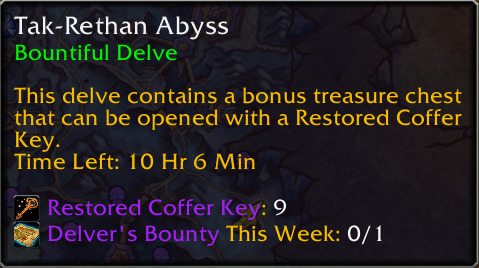 Tak-Rethan Abyss
Bountiful Delve
This delve contains a bonus treasure chest
that can be opened with a Restored Coffer
Key.
Time Left: 10 Hr 6 Min
Restored Coffer Key: 9
Delver's Bounty This Week: 0/1